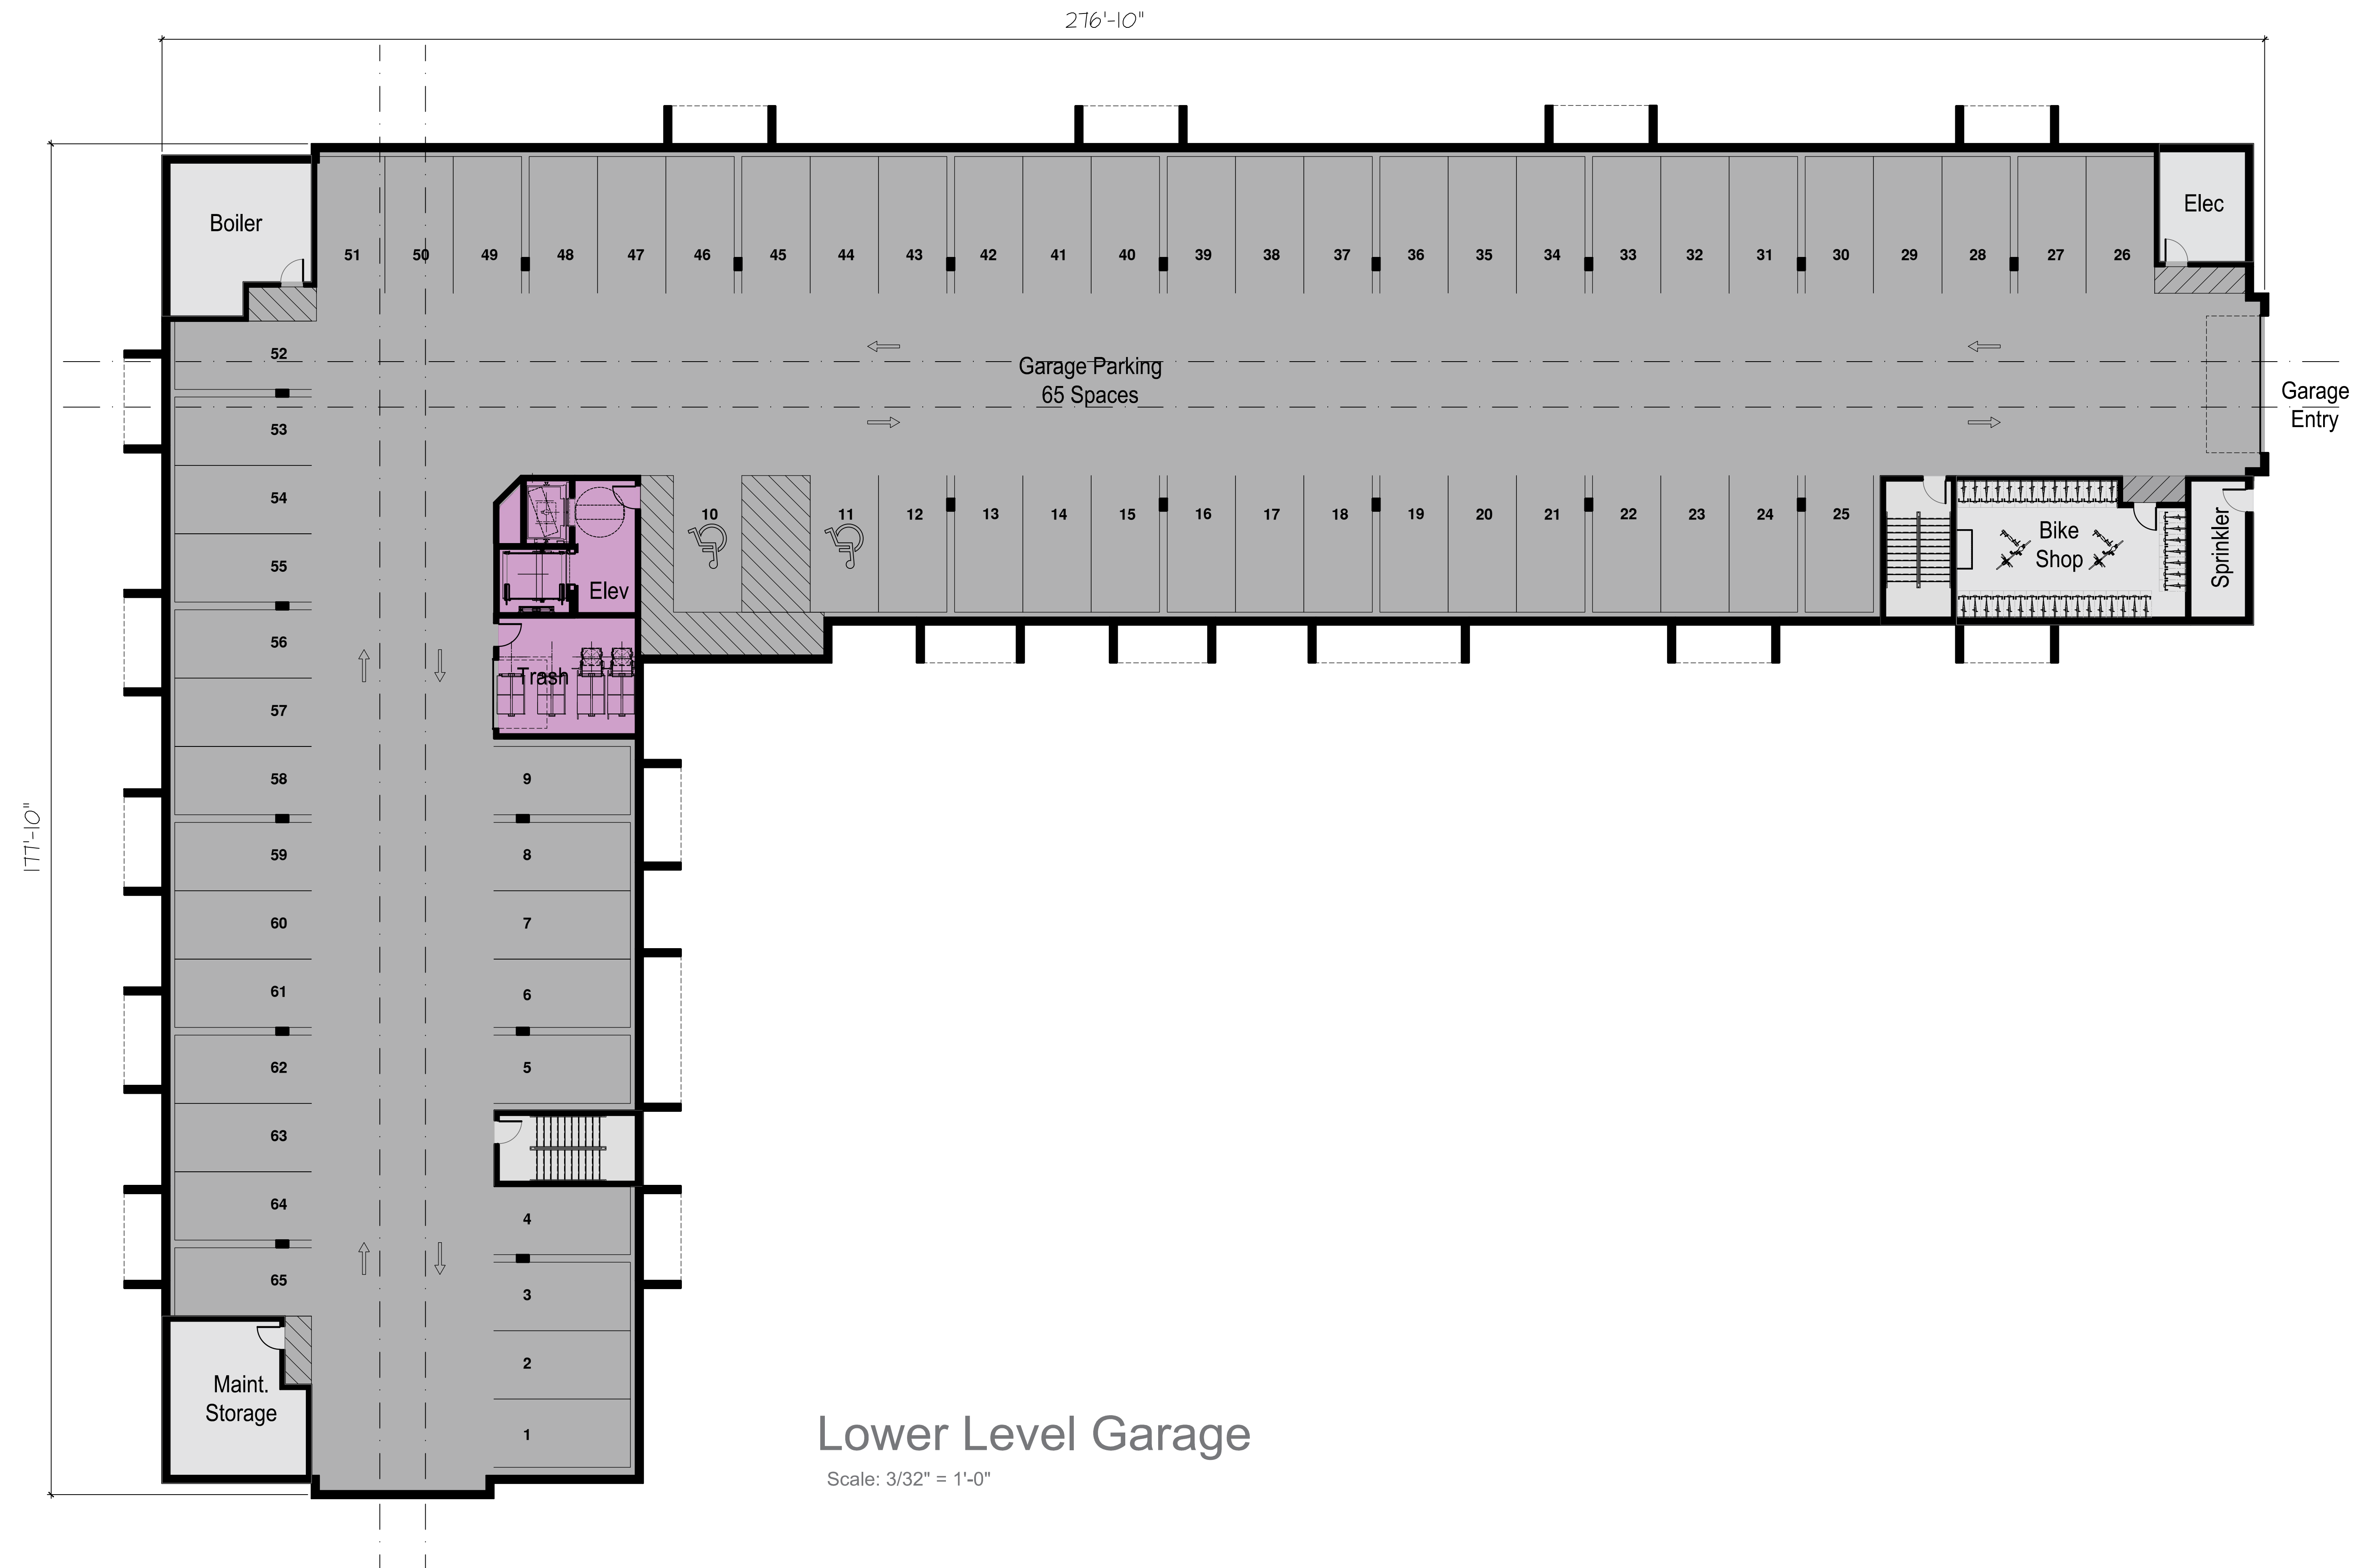 276'-10"
177'-10"
Boiler
Elec
51 50 49 48 47 46 45 44 43 42 41 40 39 38 37 36 35 34 33 32 31 30 29 28 27 26
52
Garage Parking
65 Spaces
Garage
Entry
53
54
10 11 12 13 14 15 16 17 18 19 20 21 22 23 24 25
Bike
Shop
Sprinkler
55
Elev
56
Trash
57
58 9
59 8
60 7
61 6
62 5
63
64 4
65 3
2
Maint.
Storage
1
Lower Level Garage
Scale: 3/32" = 1'-0"